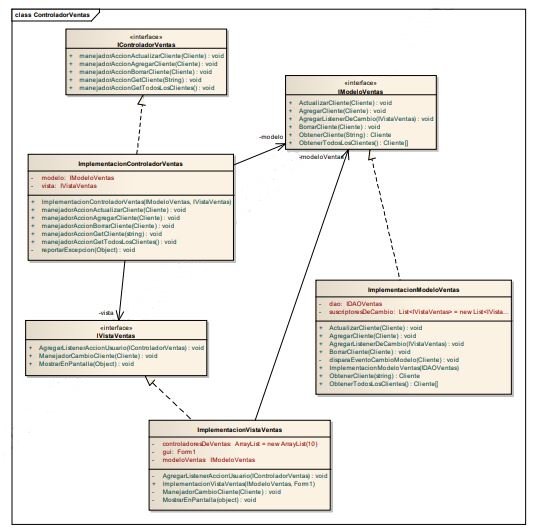 class ControladorVentas
«interface»
IControladorVentas
+ manejadorAccionActualizarCliente(Cliente) : void
+ manejadorAccionAgregarCliente(Cliente) : void
+ manejadorAccionBorrarCliente(Cliente) : void
+ manejadorAccionGetCliente(String) : void
+ manejadorAccionGetTodosLosClientes() : void
«interface»
IModeloVentas
+ ActualizarCliente(Cliente) : void
+ AgregarCliente(Cliente) : void
+ AgregarListenerDeCambio(IVistaVentas) : void
+ BorrarCliente(Cliente) : void
+ ObtenerCliente(String) : Cliente
+ ObtenerTodosLosClientes() : Cliente[]
-modelo
-modeloVentas
ImplementacionControladorVentas
- modelo: IModeloVentas
- vista: IVistaVentas
+ ImplementacionControladorVentas(IModeloVentas, IVistaVentas)
+ manejadorAccionActualizarCliente(Cliente) : void
+ manejadorAccionAgregarCliente(Cliente) : void
+ manejadorAccionBorrarCliente(Cliente) : void
+ manejadorAccionGetCliente(string) : void
+ manejadorAccionGetTodosLosClientes() : void
- reportarExcepcion(Object) : void
-vista
«interface»
IVistaVentas
+ AgregarListenerAccionUsuario(IControladorVentas) : void
+ ManejadorCambioCliente(Cliente) : void
+ MostrarEnPantalla(Object) : void
ImplementacionModeloVentas
- dao: IDAOVentas
- suscriptoresDeCambio: List<IVistaVentas> = new List<IVista...
+ ActualizarCliente(Cliente) : void
+ AgregarCliente(Cliente) : void
+ AgregarListenerDeCambio(IVistaVentas) : void
+ BorrarCliente(Cliente) : void
- disparaEventoCambioModelo(Cliente) : void
+ ImplementacionModeloVentas(IDAOVentas)
+ ObtenerCliente(string) : Cliente
+ ObtenerTodosLosClientes() : Cliente[]
ImplementacionVistaVentas
- controladoresDeVentas: ArrayList = new ArrayList(10)
- gui: Form1
- modeloVentas: IModeloVentas
- AgregarListenerAccionUsuario(IControladorVentas) : void
+ ImplementacionVistaVentas(IModeloVentas, Form1)
- ManejadorCambioCliente(Cliente) : void
- MostrarEnPantalla(object) : void